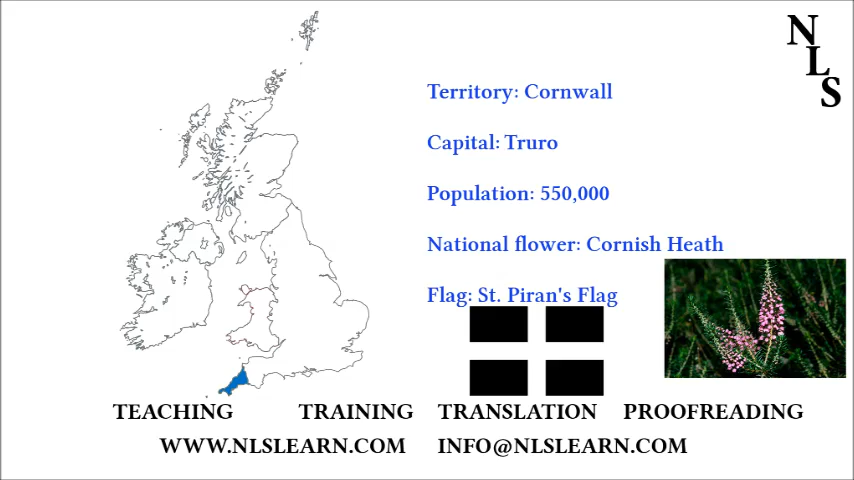 N
L
S
Territory: Cornwall
Capital: Truro
Population: 550,000
National flower: Cornish Heath
Flag: St. Piran's Flag
TEACHING TRAINING TRANSLATION PROOFREADING
WWW.NLSLEARN.COM INFO@NLSLEARN.COM